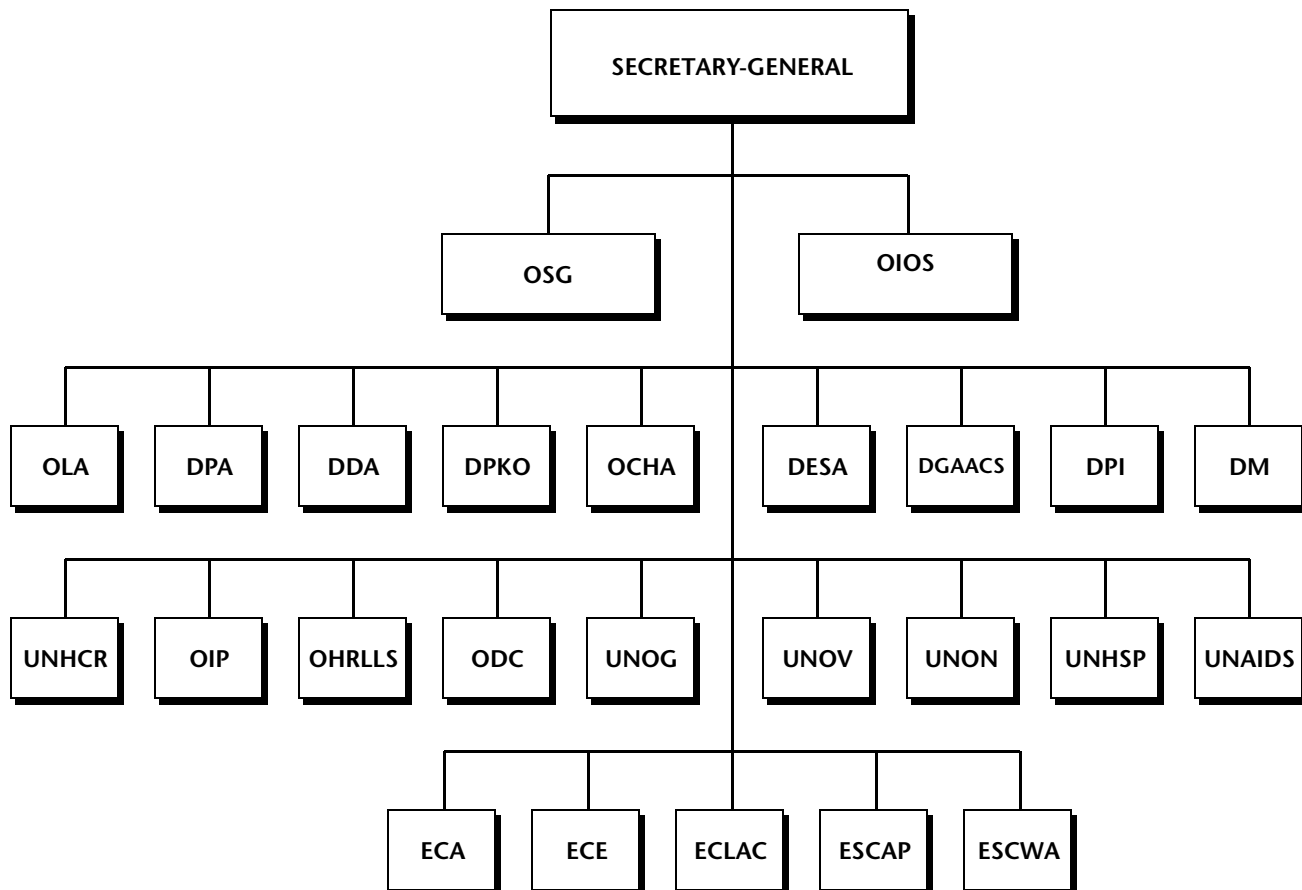 SECRETARY-GENERAL
OSG
OIOS
OLA
DPA
DDA
DPKO
OCHA
DESA
DGAACS
DPI
DM
UNHCR
OIP
OHRLLS
ODC
UNOG
UNOV
UNON
UNHSP
UNAIDS
ECA
ECE
ECLAC
ESCAP
ESCWA